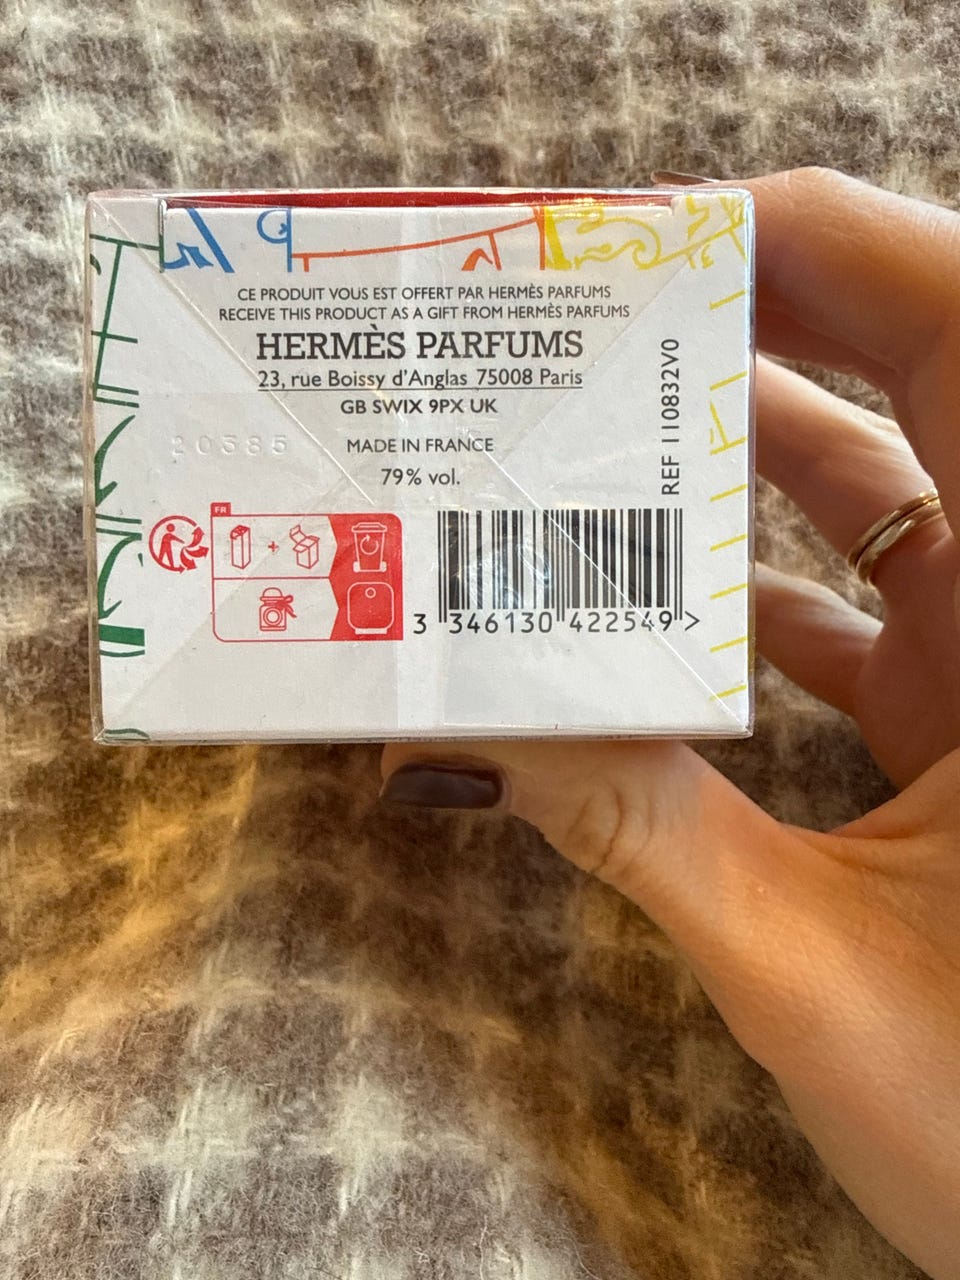 CE PRODUIT VOUS EST OFFERT PAR HERMÈS PARFUMS
RECEIVE THIS PRODUCT AS A GIFT FROM HERMÈS PARFUMS
HERMÈS PARFUMS
23, rue Boissy d'Anglas 75008 Paris
GB SWIX 9PX UK
20385
MADE IN FRANCE
79% vol.
REF 110832V0
FR
3 346130 422549 >